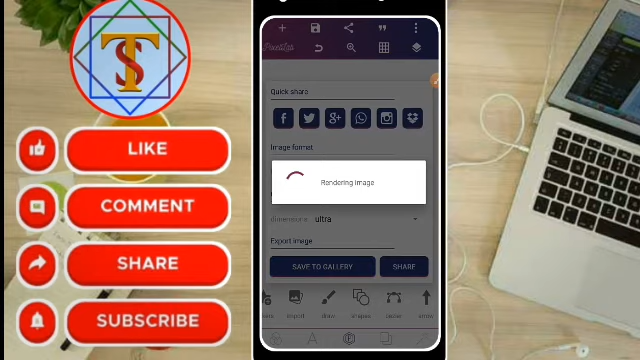 TS
LIKE
COMMENT
SHARE
SUBSCRIBE
PixelLab
Quick share
Image format
Rendering Image
dimensions ultra
Export image
SAVE TO GALLERY
SHARE
import
draw
shapes
arrow